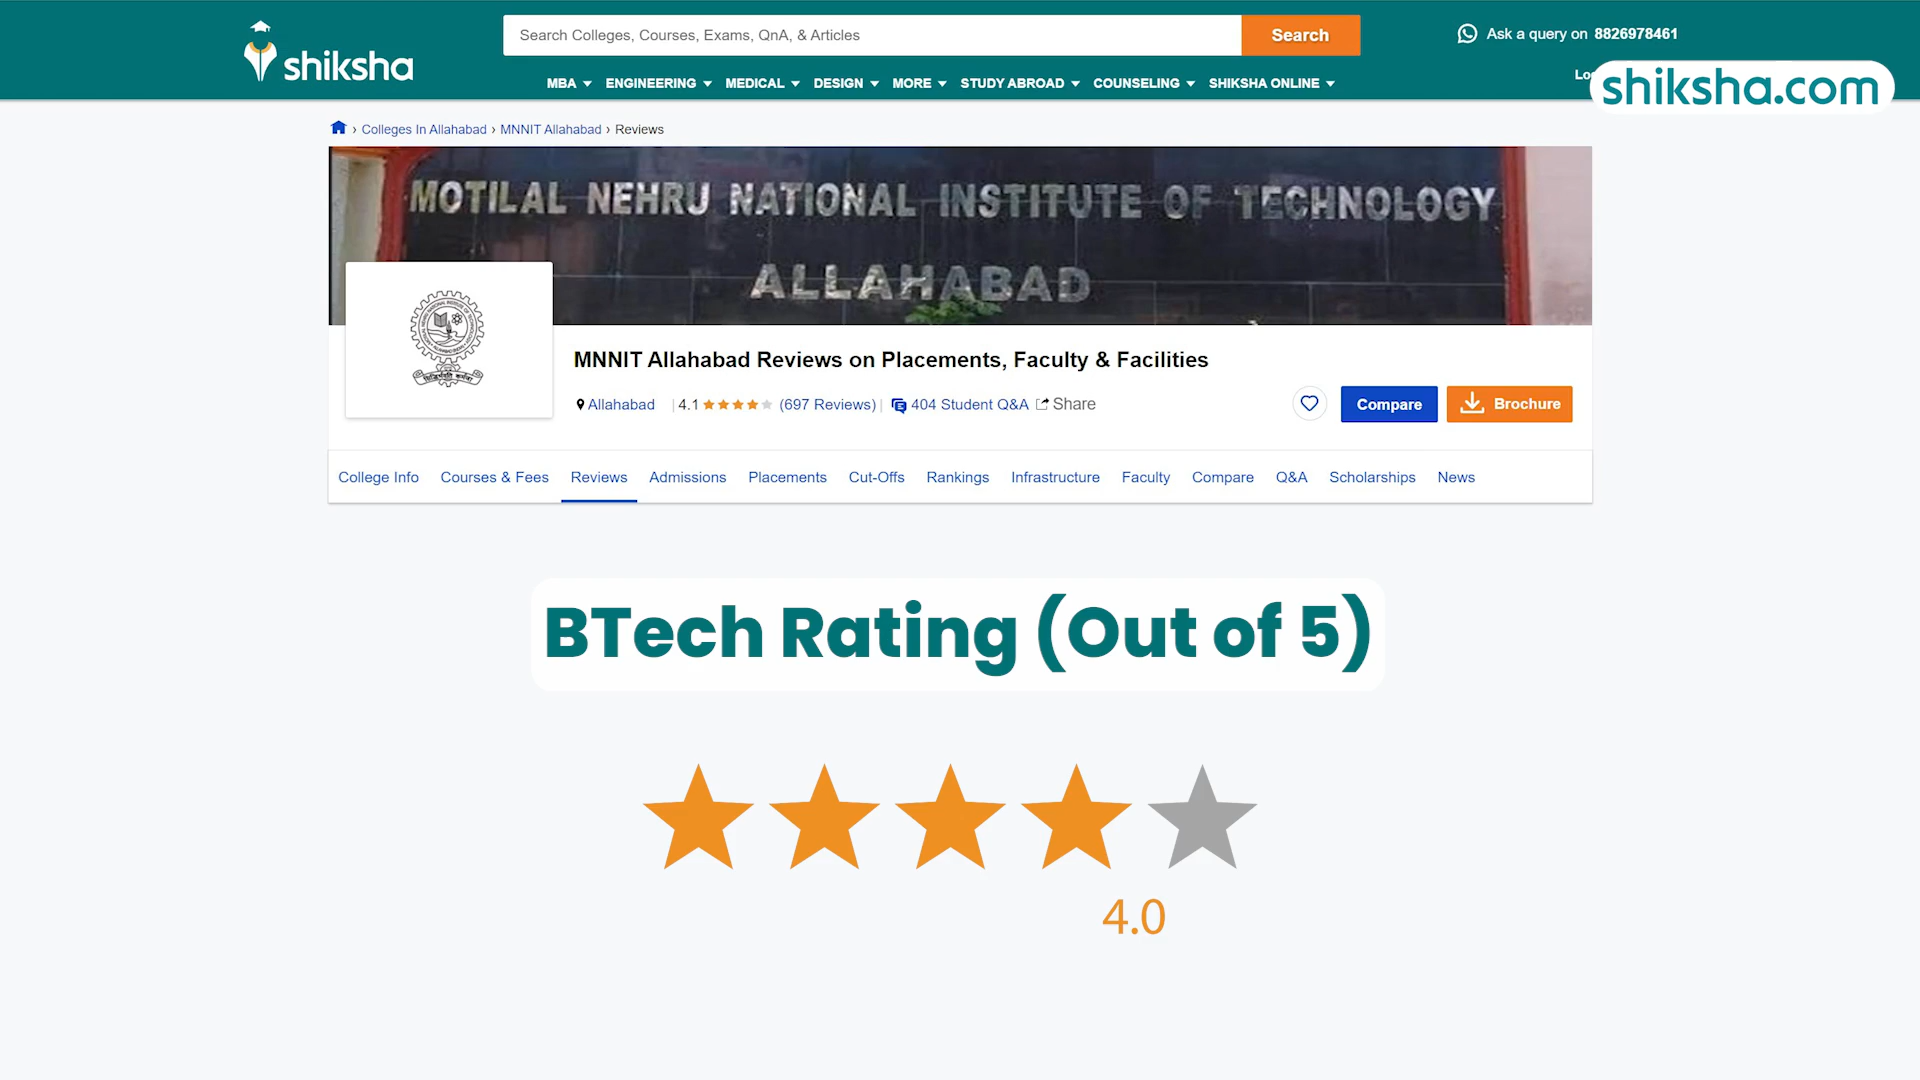 shiksha
Search Colleges, Courses, Exams, QnA, & Articles
Search
Ask a query on 8826978461
MBA ENGINEERING MEDICAL DESIGN MORE STUDY ABROAD COUNSELING SHIKSHA ONLINE
Lo
shiksha.com
› Colleges In Allahabad › MNNIT Allahabad › Reviews
MOTILAL NEHRU NATIONAL INSTITUTE OF TECHNOLOGY
ALLAHABAD
MNNIT Allahabad Reviews on Placements, Faculty & Facilities
Allahabad | 4.1 (697 Reviews) | 404 Student Q&A Share
Compare
Brochure
College Info Courses & Fees Reviews Admissions Placements Cut-Offs Rankings Infrastructure Faculty Compare Q&A Scholarships News
BTech Rating (Out of 5)
4.0